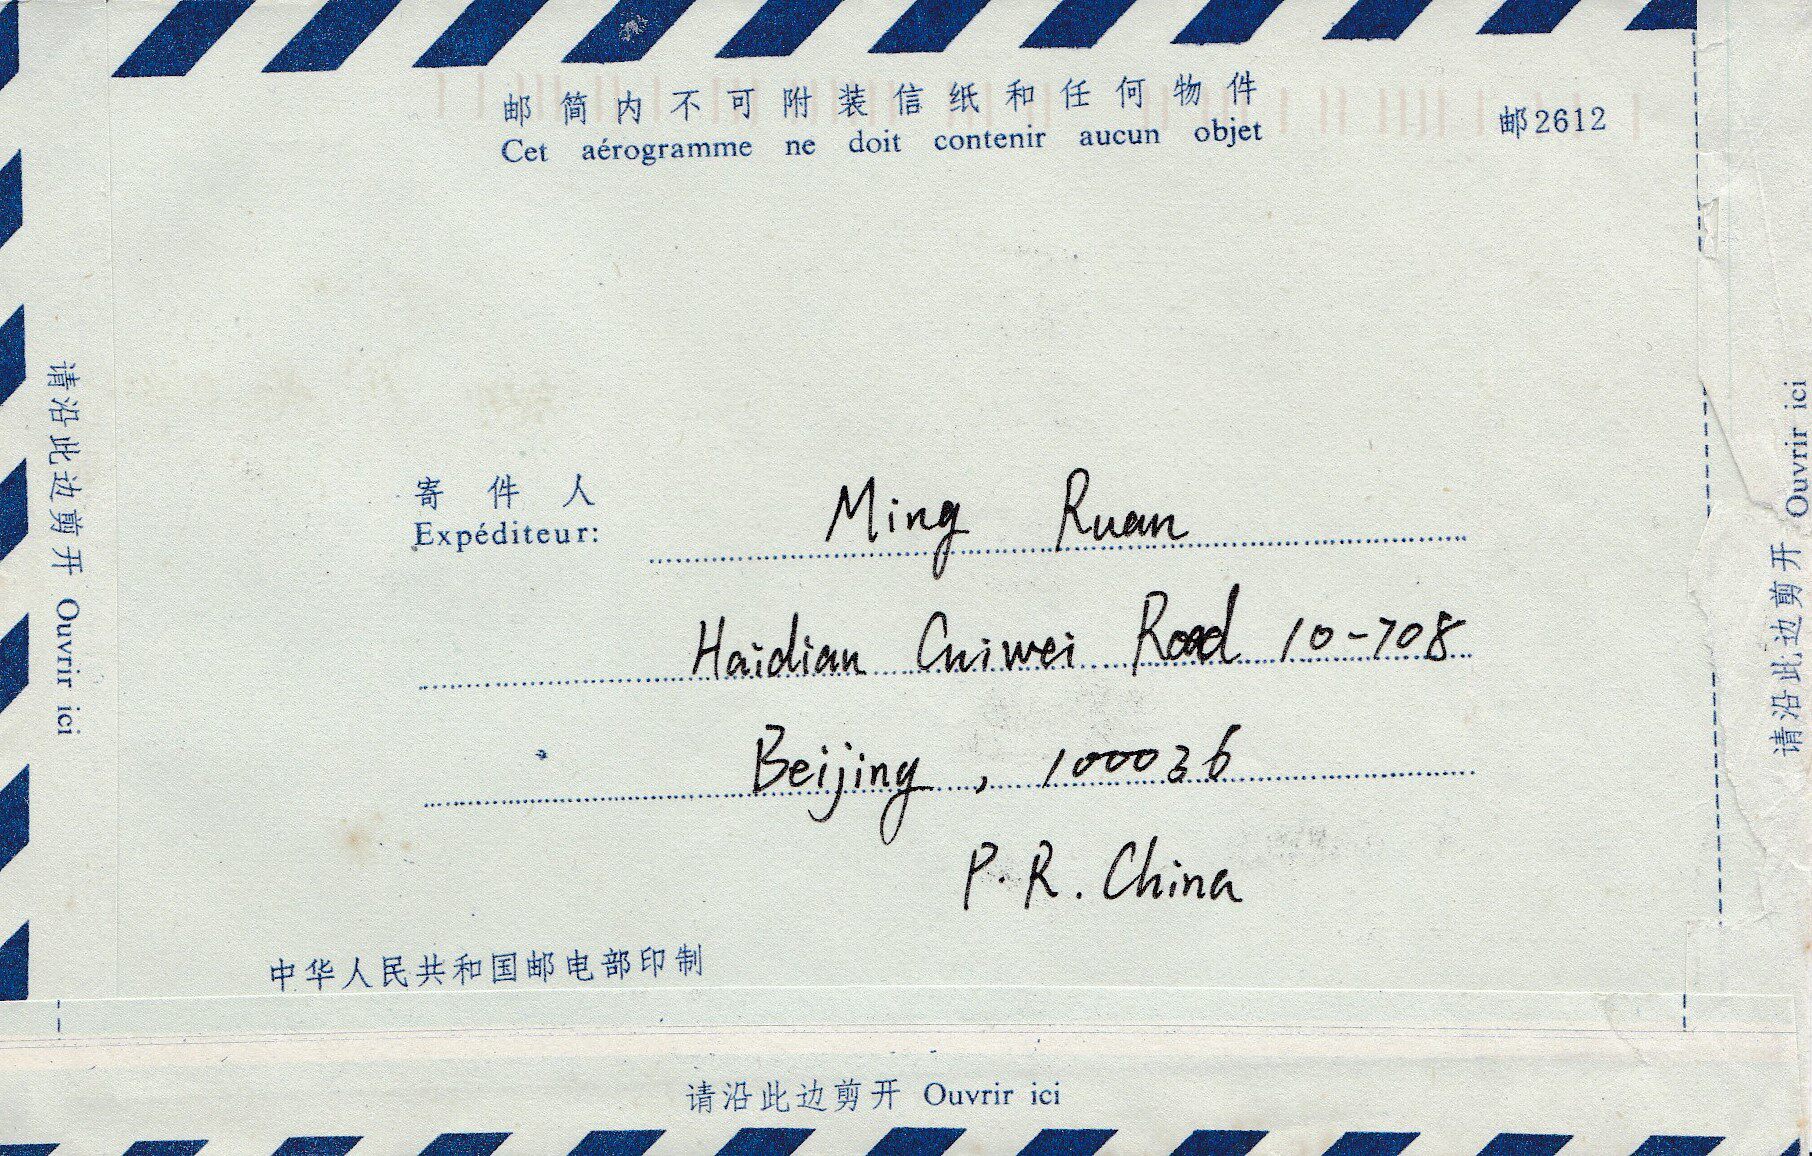 邮简内不可附装信纸和任何物件
Cet aérogramme ne doit contenir aucun objet
邮2612
请沿此边剪开 Ouvrir ici
寄件人
Expéditeur:
Ming Ruan
Haidian Cuiwei Road 10-708
Beijing, 100036
P.R. China
请沿此边剪开 Ouvrir ici
中华人民共和国邮电部印制
请沿此边剪开 Ouvrir ici